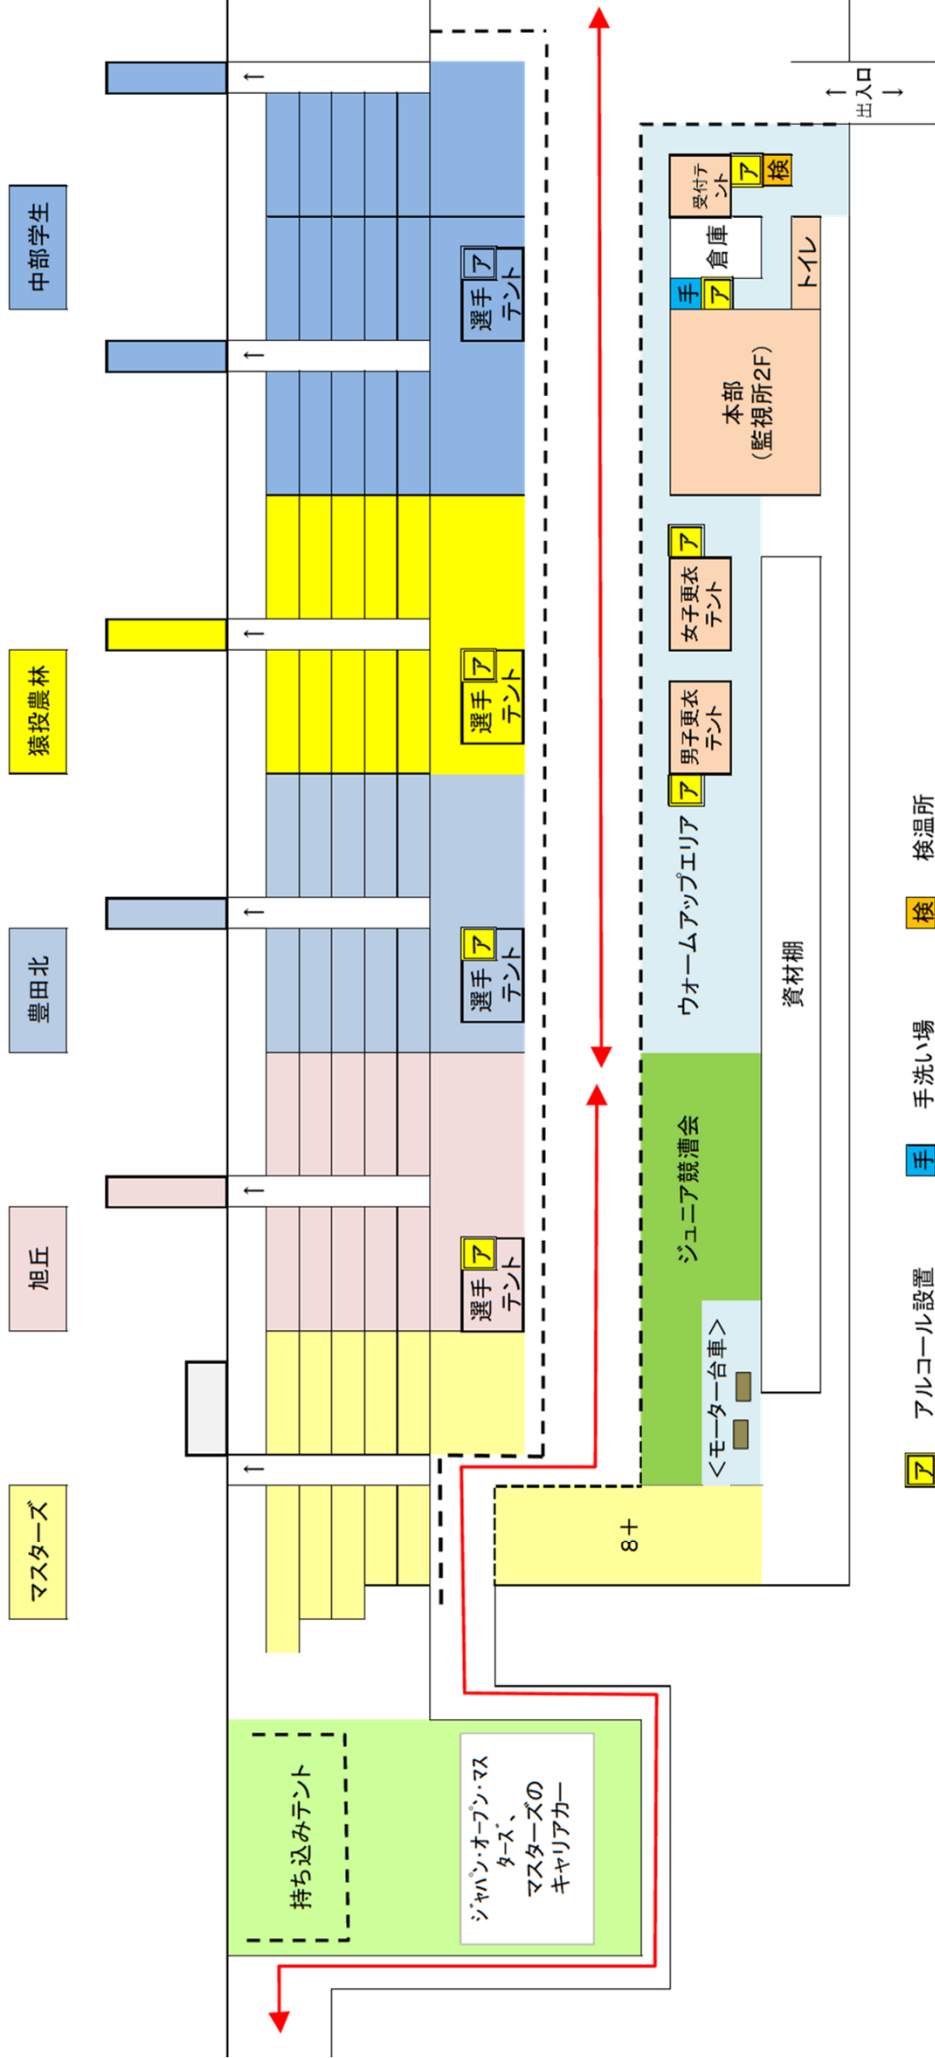 マスターズ
旭丘
豊田北
猿投農林
中部学生
持ち込みテント
ジャパン・オープン・マス
ターズ、
マスターズの
キャリアカー
選手 ア
テント
選手 ア
テント
選手 ア
テント
選手 ア
テント
8+
ジュニア競漕会
<モーター台車>
ウォームアップエリア
ア
男子更衣
テント
女子更衣
テント
ア
本部
(監視所2F)
手
ア
倉庫
トイレ
受付テ
ント
ア
検
出入口
資材棚
ア アルコール設置
手 手洗い場
検 検温所